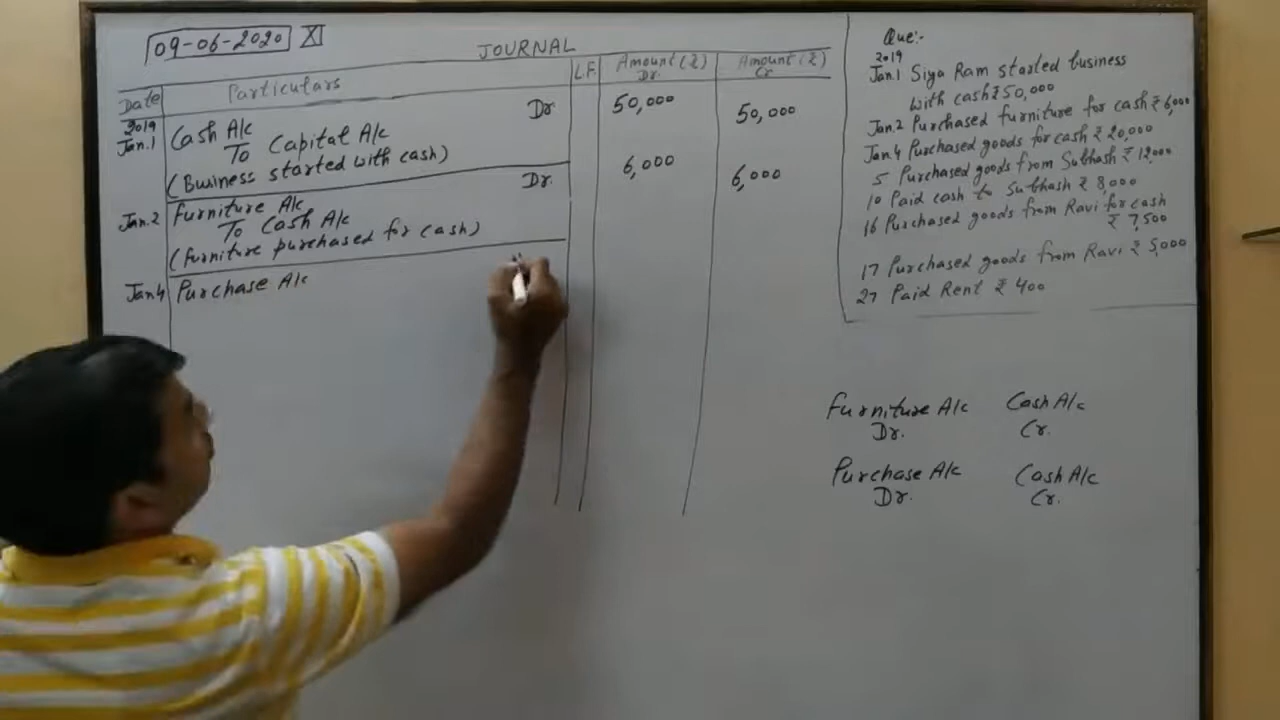 09-06-2020 XI
JOURNAL
Date Particulars L.F. Amount (₹) Dr. Amount (₹) Cr.
2019
Jan.1 Cash A/c Dr 50,000
To Capital A/c 50,000
(Business started with cash)
Jan.2 Furniture A/c Dr. 6,000
To Cash A/c 6,000
(Furniture purchased for cash)
Jan 4 Purchase A/c
Que:-
2019
Jan.1 Siya Ram started business
with cash ₹ 50,000
Jan.2 Purchased furniture for cash ₹ 6,000
Jan.4 Purchased goods for cash ₹ 20,000
5 Purchased goods from Subhash ₹ 12,000
10 Paid cash to Subhash ₹ 8,000
16 Purchased goods from Ravi for cash
₹ 7,500
17 Purchased goods from Ravi ₹ 5,000
27 Paid Rent ₹ 400
Furniture A/c Cash A/c
Dr. Cr.
Purchase A/c Cash A/c
Dr. Cr.